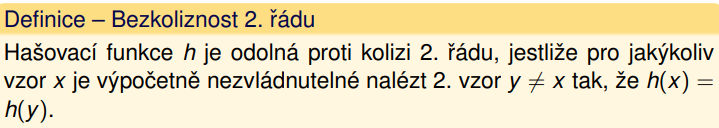 Definice – Bezkoliznost 2. řádu
Hašovací funkce h je odolná proti kolizi 2. řádu, jestliže pro jakýkoliv
vzor x je výpočetně nezvládnutelné nalézt 2. vzor y ≠ x tak, že h(x) =
h(y).